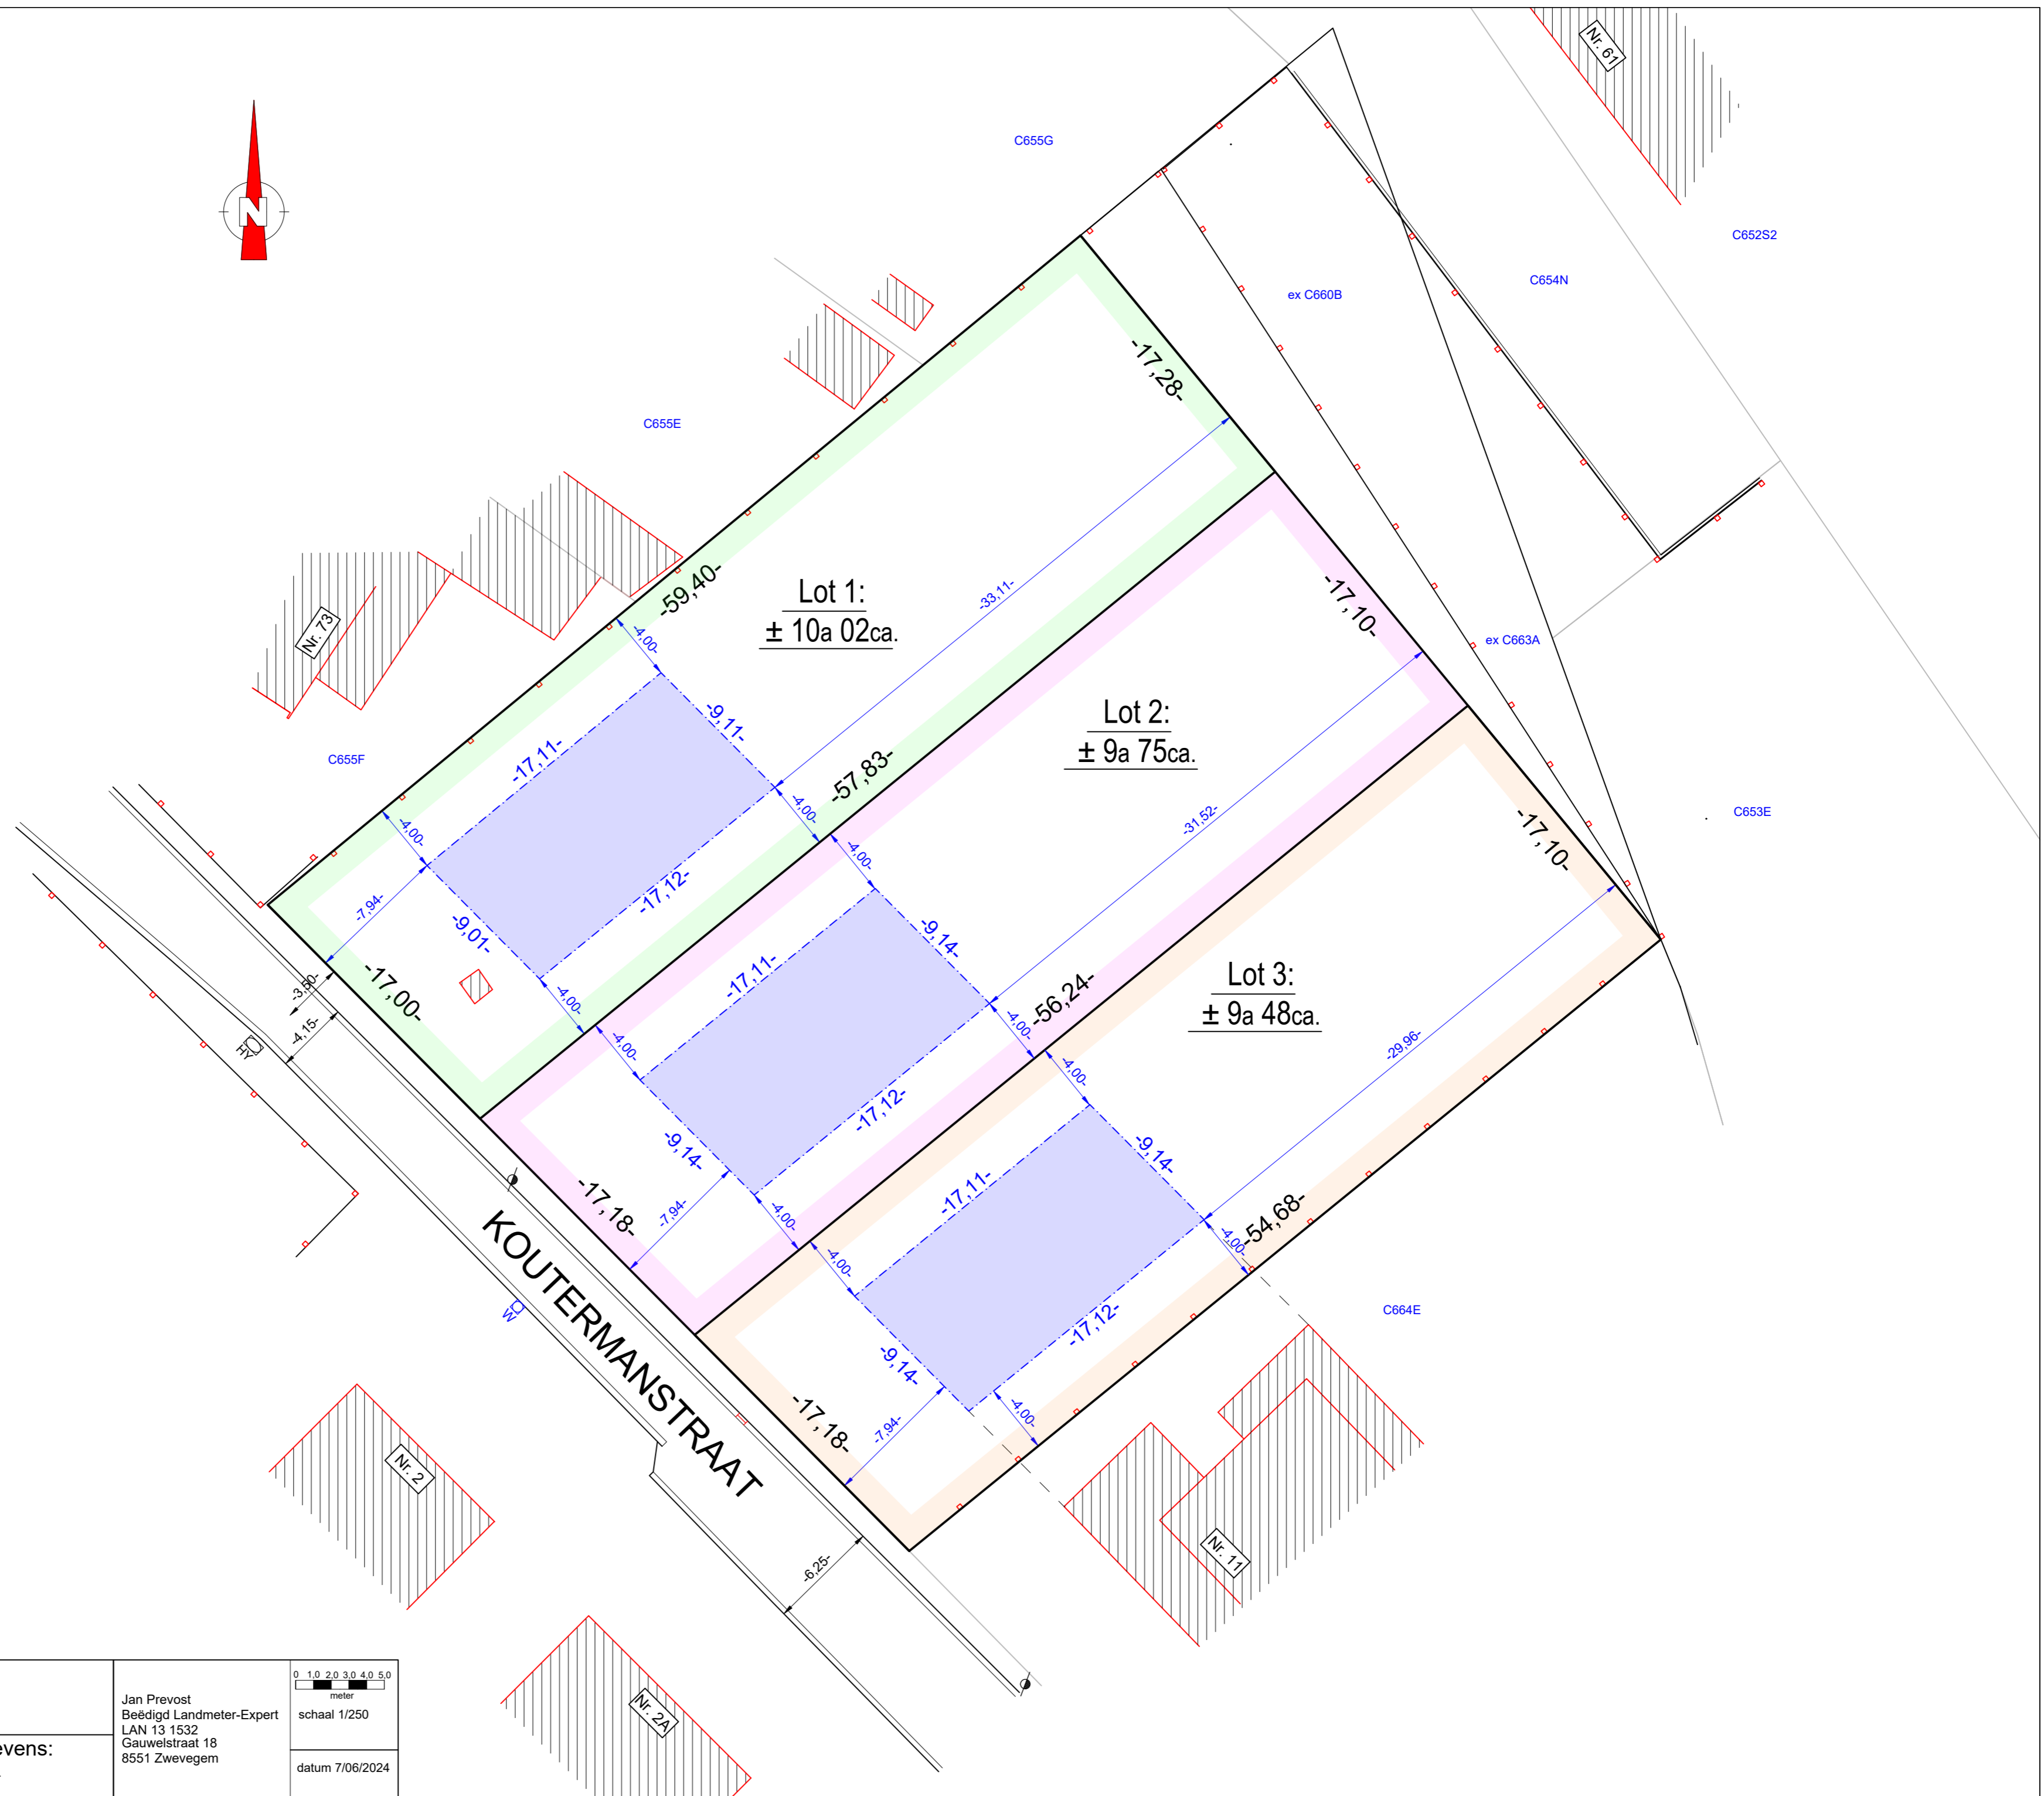 Nr. 61
C655G
N
C652S2
C654N
ex C660B
-17,28-
C655E
-33,11-
-59,40-
Lot 1:
± 10a 02ca.
-17,10-
Nr. 73
-4,00-
ex C663A
-9,11-
Lot 2:
± 9a 75ca.
-17,11-
C655F
-57,83-
-31,52-
C653E
-4,00-
-4,00-
-4,00-
-17,10-
-17,12-
-7,94-
-9,01-
-9,14-
-17,11-
Lot 3:
± 9a 48ca.
-17,00-
-3,50-
-4,00-
-56,24-
-4,15-
HY
-4,00-
-4,00-
-29,96-
-4,00-
-17,12-
-9,14-
-9,14-
-17,11-
-17,18-
-7,94-
-4,00-
-54,68-
-4,00-
-4,00-
KOUTERMANSTRAAT
W
C664E
-17,12-
-9,14-
-17,18-
-7,94-
-4,00-
Nr. 2
Nr. 11
-6,25-
Nr. 2A
0 1,0 2,0 3,0 4,0 5,0
meter
schaal 1/250
Jan Prevost
Beëdigd Landmeter-Expert
LAN 13 1532
Gauwelstraat 18
8551 Zwevegem
evens:
datum 7/06/2024